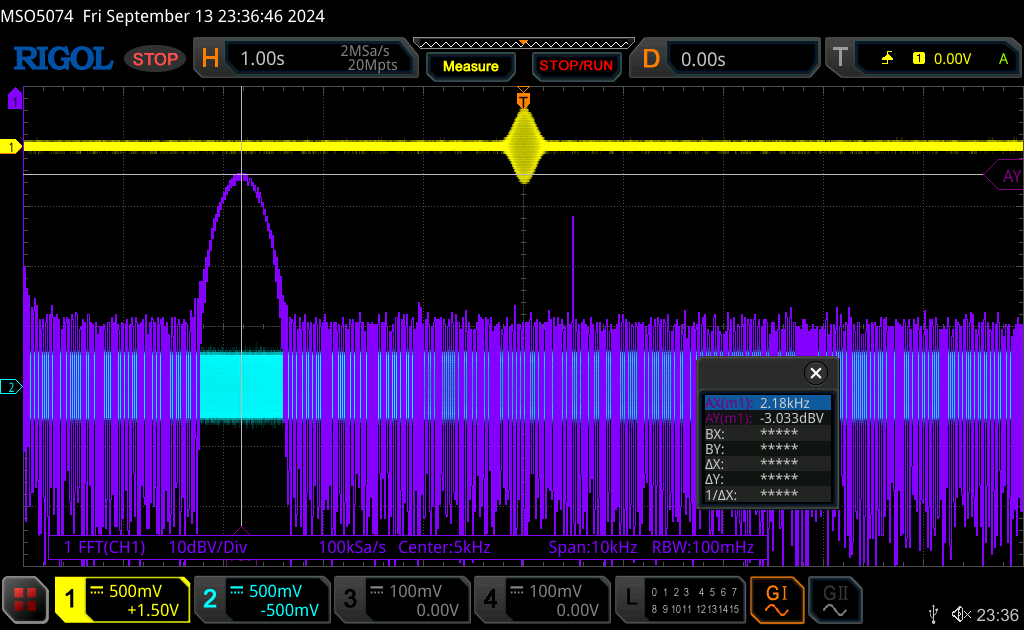 MSO5074 Fri September 13 23:36:46 2024
RIGOL STOP H 1.00s 2MSa/s 20Mpts Measure STOP/RUN D 0.00s T 1 0.00V A
1
T
1
AY
2
AX(m1): 2.18kHz
AY(m1): -3.033dBV
BX: *****
BY: *****
ΔX: *****
ΔY: *****
1/ΔX: *****
1 FFT(CH1) 10dBV/Div 100kSa/s Center:5kHz Span:10kHz RBW:100mHz
1 500mV +1.50V 2 500mV -500mV 3 100mV 0.00V 4 100mV 0.00V L 0 1 2 3 4 5 6 7 8 9 10 11 12 13 14 15 GI GII
23:36